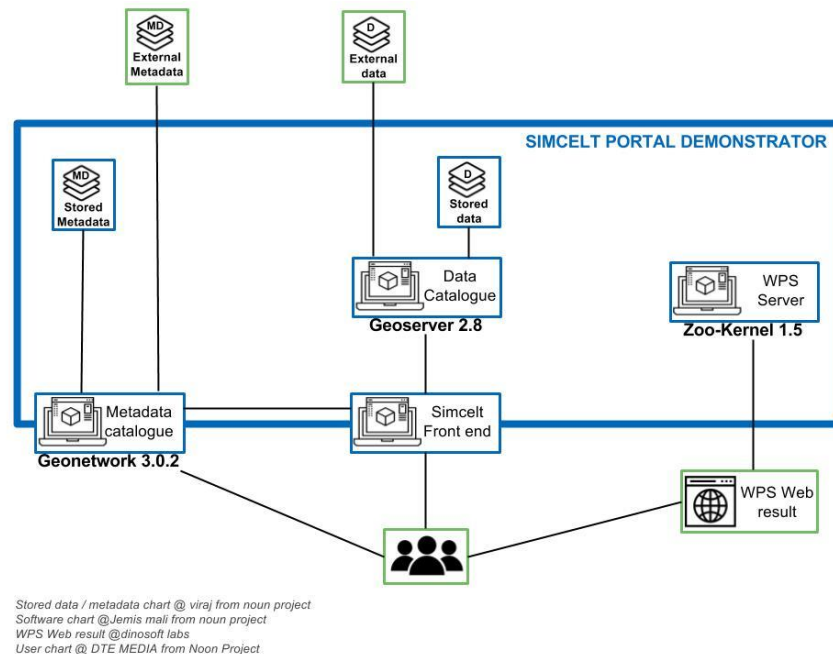 MD
External
Metadata
D
External
data
SIMCELT PORTAL DEMONSTRATOR
MD
Stored
Metadata
D
Stored
data
Data
Catalogue
Geoserver 2.8
WPS
Server
Zoo-Kernel 1.5
Metadata
catalogue
Geonetwork 3.0.2
Simcelt
Front end
WPS Web
result
Stored data / metadata chart @ viraj from noun project
Software chart @Jemis mali from noun project
WPS Web result @dinosoft labs
User chart @ DTE MEDIA from Noon Project